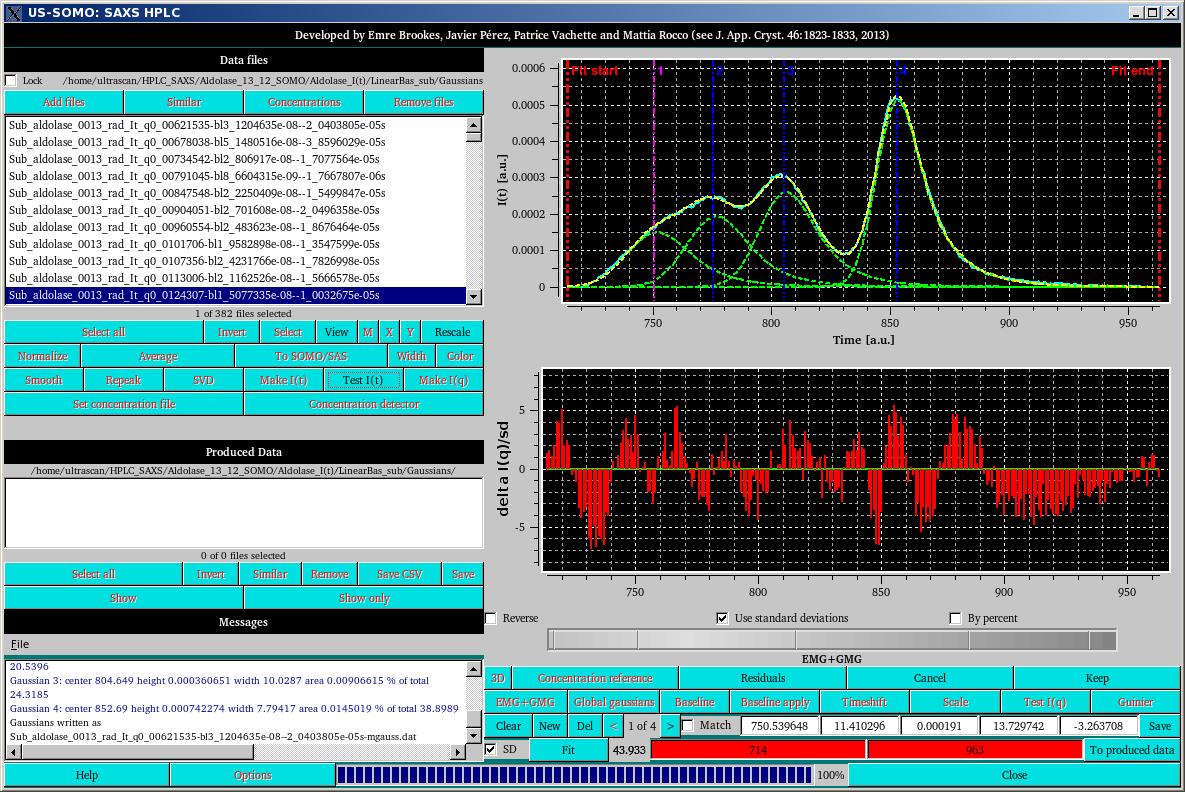 US-SOMO: SAXS HPLC
Developed by Emre Brookes, Javier Pérez, Patrice Vachette and Mattia Rocco (see J. App. Cryst. 46:1823-1833, 2013)
Data files
Lock /home/ultrascan/HPLC_SAXS/Aldolase_13_12_SOMO/Aldolase_I(t)/LinearBas_sub/Gaussians
Add files Similar Concentrations Remove files
Sub_aldolase_0013_rad_It_q0_00621535-bl3_1204635e-08--2_0403805e-05s
Sub_aldolase_0013_rad_It_q0_00678038-bl5_1480516e-08--3_8596029e-05s
Sub_aldolase_0013_rad_It_q0_00734542-bl2_806917e-08--1_7077564e-05s
Sub_aldolase_0013_rad_It_q0_00791045-bl8_6604315e-09--1_7667807e-06s
Sub_aldolase_0013_rad_It_q0_00847548-bl2_2250409e-08--1_5499847e-05s
Sub_aldolase_0013_rad_It_q0_00904051-bl2_701608e-08--2_0496358e-05s
Sub_aldolase_0013_rad_It_q0_00960554-bl2_483623e-08--1_8676464e-05s
Sub_aldolase_0013_rad_It_q0_0101706-bl1_9582898e-08--1_3547599e-05s
Sub_aldolase_0013_rad_It_q0_0107356-bl2_4231766e-08--1_7826998e-05s
Sub_aldolase_0013_rad_It_q0_0113006-bl2_1162526e-08--1_5666578e-05s
Sub_aldolase_0013_rad_It_q0_0124307-bl1_5077335e-08--1_0032675e-05s
1 of 382 files selected
Select all Invert Select View M X Y Rescale
Normalize Average To SOMO/SAS Width Color
Smooth Repeak SVD Make I(t) Test I(t) Make I(q)
Set concentration file Concentration detector
Produced Data
/home/ultrascan/HPLC_SAXS/Aldolase_13_12_SOMO/Aldolase_I(t)/LinearBas_sub/Gaussians/
0 of 0 files selected
Select all Invert Similar Remove Save CSV Save
Show Show only
Messages
File
20.5396
Gaussian 3: center 804.649 height 0.000360651 width 10.0287 area 0.00906615 % of total
24.3185
Gaussian 4: center 852.69 height 0.000742274 width 7.79417 area 0.0145019 % of total 38.8989
Gaussians written as
Sub_aldolase_0013_rad_It_q0_00621535-bl3_1204635e-08--2_0403805e-05s-mgauss.dat
Help Options 100% Close
Fit start 1 2 3 4 Fit end
I(t) [a.u.]
0.0006
0.0005
0.0004
0.0003
0.0002
0.0001
0
750 800 850 900 950
Time [a.u.]
delta I(q)/sd
5
0
-5
750 800 850 900 950
Reverse Use standard deviations By percent
EMG+GMG
3D Concentration reference Residuals Cancel Keep
EMG+GMG Global gaussians Baseline Baseline apply Timeshift Scale Test I(q) Guinier
Clear New Del < 1 of 4 > Match 750.539648 11.410296 0.000191 13.729742 -3.263708 Save
SD Fit 43.933 714 963 To produced data